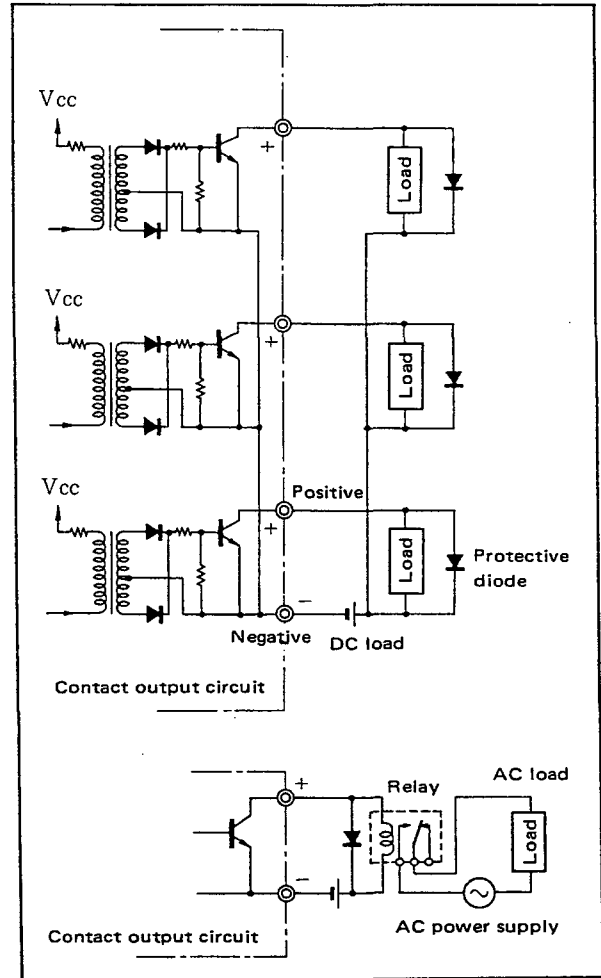 Vcc
+
Load
Vcc
+
Load
Vcc
Positive
+
Load
Protective
diode
−
Negative
DC load
Contact output circuit
Relay
AC load
+
Load
−
AC power supply
Contact output circuit